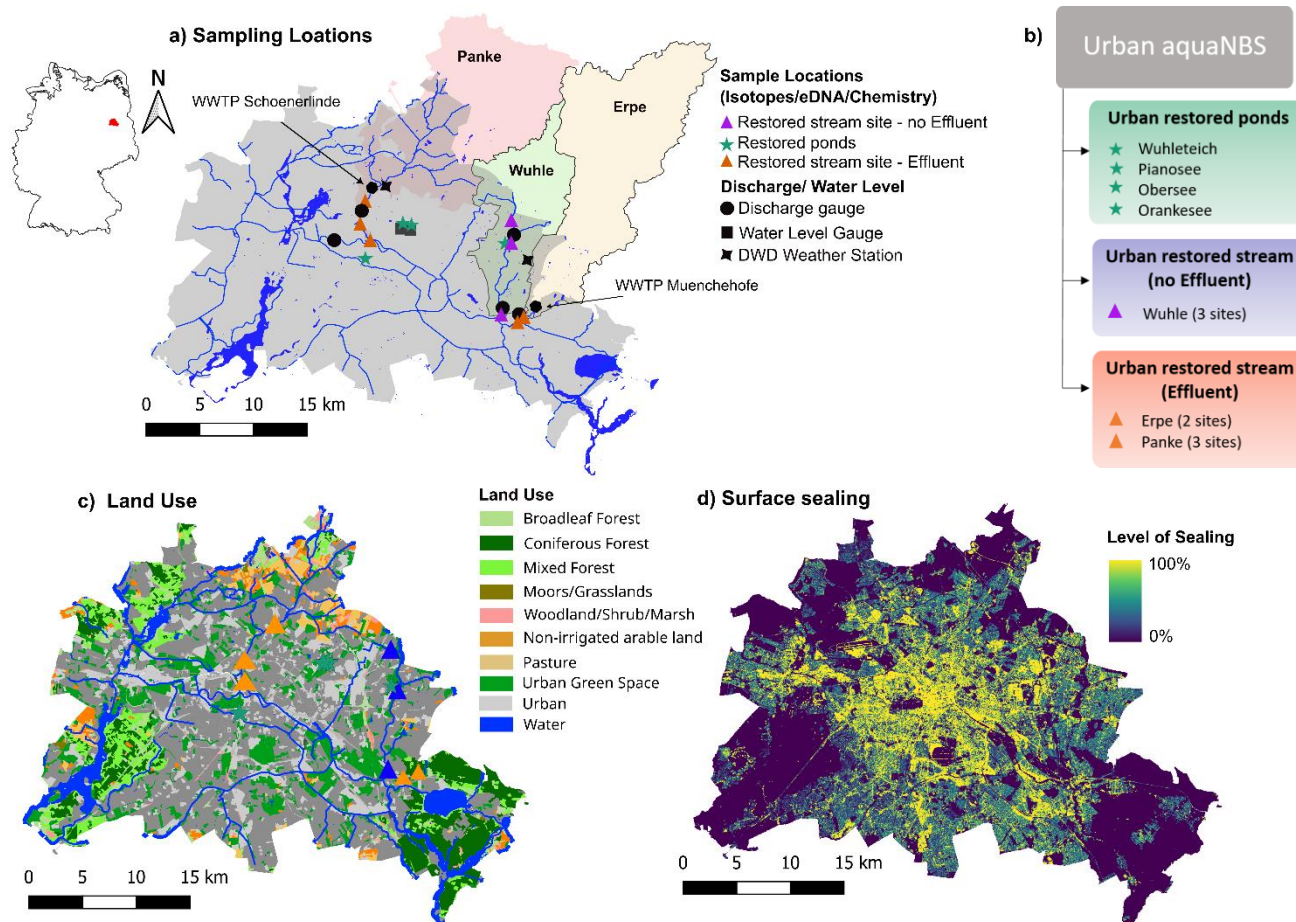 a) Sampling Loations
N
WWTP Schoenerlinde
Panke
Erpe
Wuhle
WWTP Muenchehofe
0 5 10 15 km
Sample Locations
(Isotopes/eDNA/Chemistry)
Restored stream site - no Effluent
Restored ponds
Restored stream site - Effluent
Discharge/ Water Level
Discharge gauge
Water Level Gauge
DWD Weather Station
b)
Urban aquaNBS
Urban restored ponds
Wuhleteich
Pianosee
Obersee
Orankesee
Urban restored stream
(no Effluent)
Wuhle (3 sites)
Urban restored stream
(Effluent)
Erpe (2 sites)
Panke (3 sites)
c) Land Use
Land Use
Broadleaf Forest
Coniferous Forest
Mixed Forest
Moors/Grasslands
Woodland/Shrub/Marsh
Non-irrigated arable land
Pasture
Urban Green Space
Urban
Water
0 5 10 15 km
d) Surface sealing
Level of Sealing
100%
0%
0 5 10 15 km